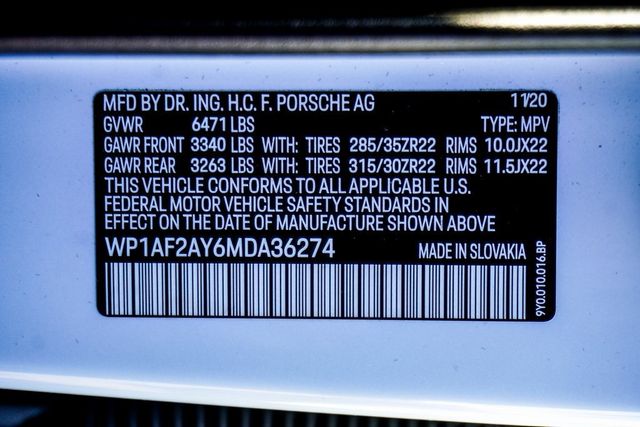 MFD BY DR. ING. H.C. F. PORSCHE AG 11/20
GVWR 6471 LBS TYPE: MPV
GAWR FRONT 3340 LBS WITH: TIRES 285/35ZR22 RIMS 10.0JX22
GAWR REAR 3263 LBS WITH: TIRES 315/30ZR22 RIMS 11.5JX22
THIS VEHICLE CONFORMS TO ALL APPLICABLE U.S.
FEDERAL MOTOR VEHICLE SAFETY STANDARDS IN
EFFECT ON THE DATE OF MANUFACTURE SHOWN ABOVE
WP1AF2AY6MDA36274 MADE IN SLOVAKIA
9Y0.010.016.BP